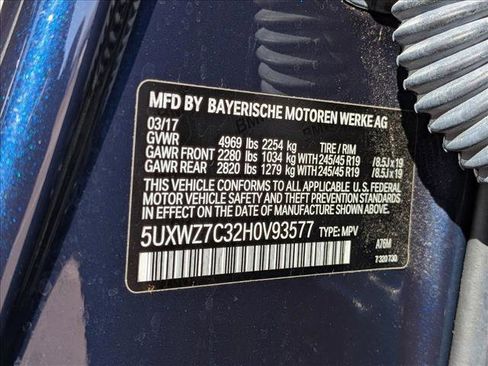 MFD BY BAYERISCHE MOTOREN WERKE AG
03/17
GVWR 4969 lbs 2254 kg TIRE / RIM
GAWR FRONT 2280 lbs 1034 kg WITH 245/45 R19 /8.5J x 19
GAWR REAR 2820 lbs 1279 kg WITH 245/45 R19 /8.5J x 19
THIS VEHICLE CONFORMS TO ALL APPLICABLE U. S. FEDERAL
MOTOR VEHICLE SAFETY AND THEFT PREVENTION STANDARDS
IN EFFECT ON THE DATE OF MANUFACTURE SHOWN ABOVE.
5UXWZ7C32H0V93577 TYPE: MPV
A76M
7 320 730